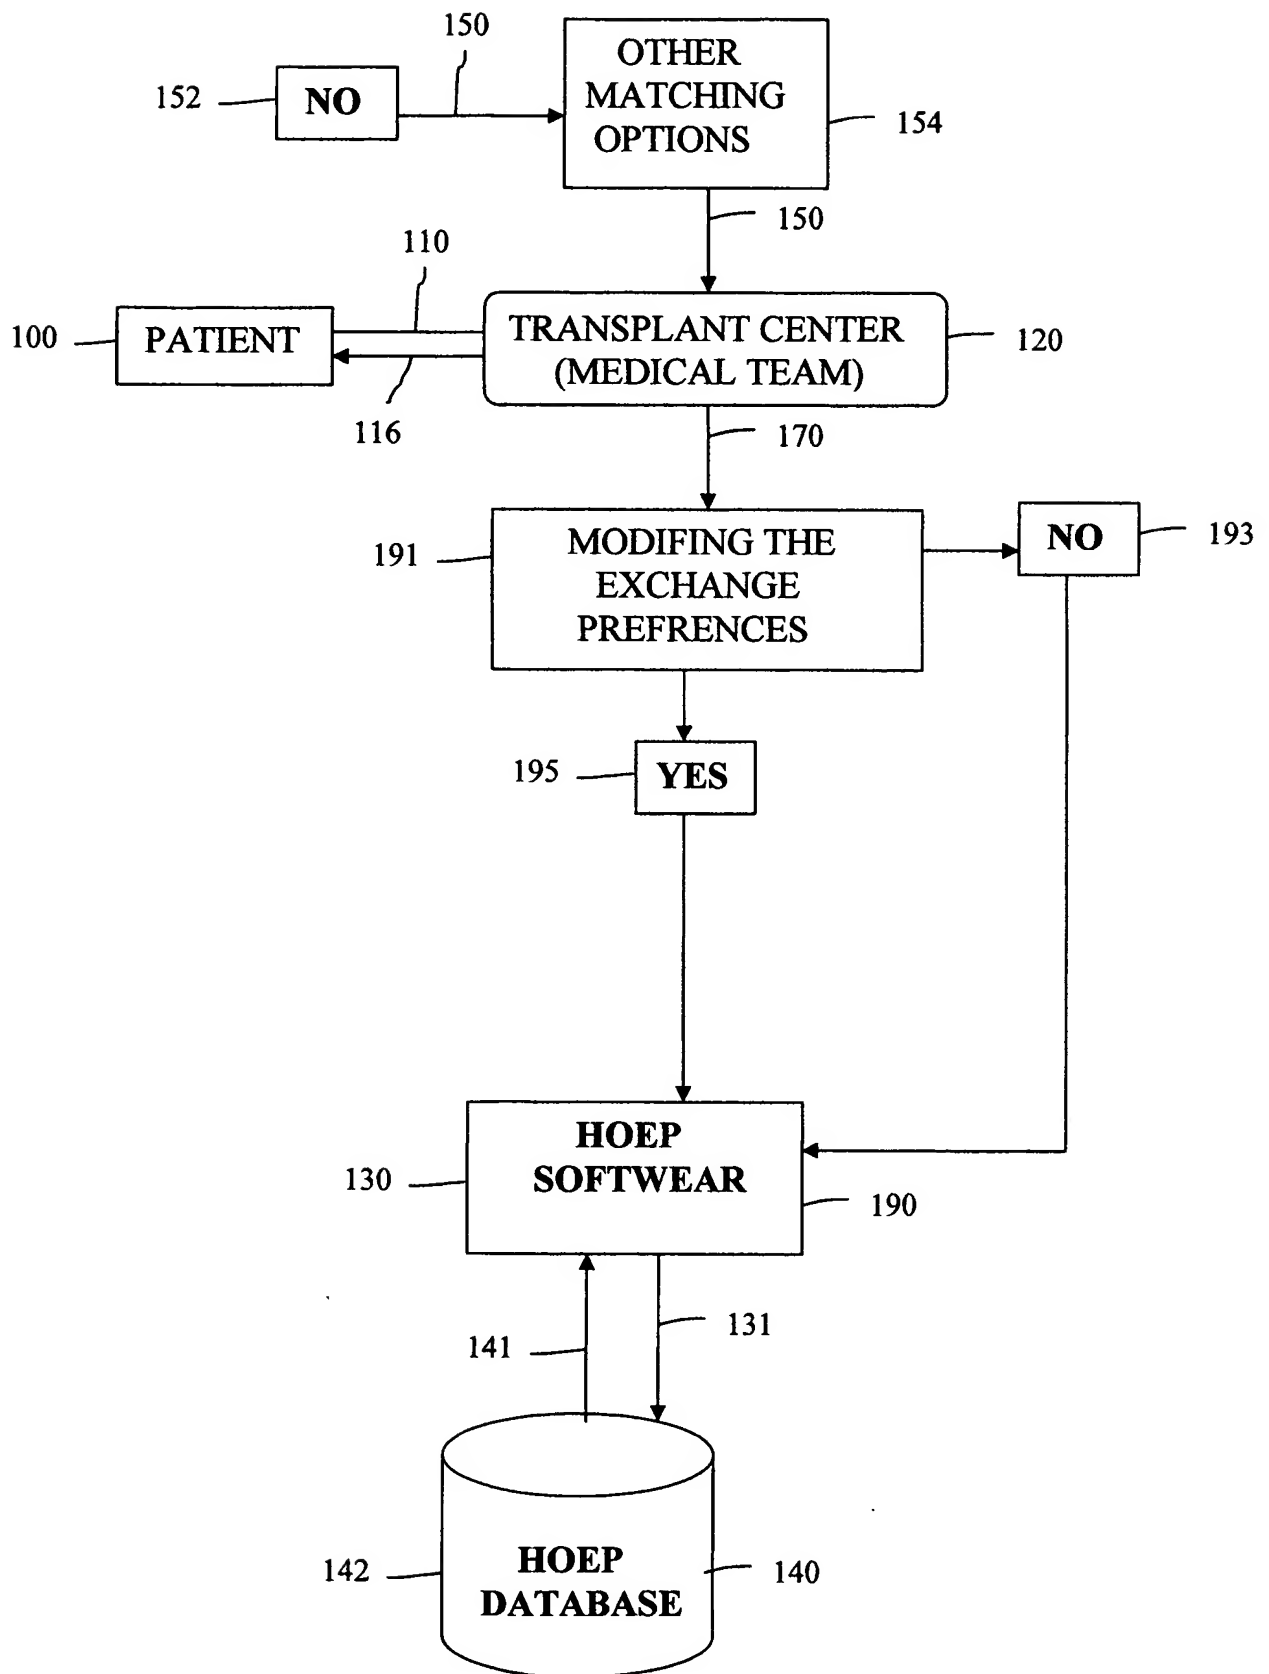 150
OTHER
MATCHING
OPTIONS
152
NO
154
150
110
100
PATIENT
TRANSPLANT CENTER
(MEDICAL TEAM)
120
116
170
191
MODIFING THE
EXCHANGE
PREFRENCES
NO
193
195
YES
130
HOEP
SOFTWEAR
190
141
131
142
HOEP
DATABASE
140